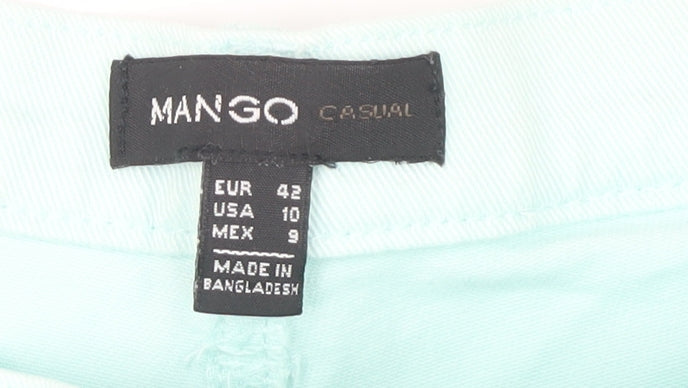 MANGO CASUAL
EUR 42
USA 10
MEX 9
MADE IN
BANGLADESH